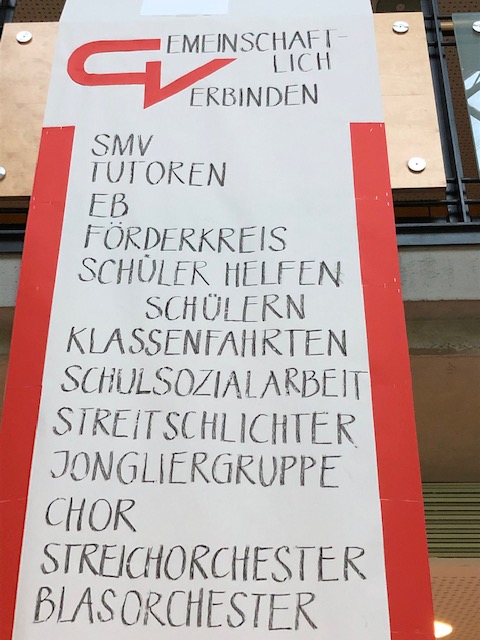 GEMEINSCHAFT-
LICH
VERBINDEN
SMV
TUTOREN
EB
FÖRDERKREIS
SCHÜLER HELFEN
SCHÜLERN
KLASSENFAHRTEN
SCHULSOZIALARBEIT
STREITSCHLICHTER
JONGLIERGRUPPE
CHOR
STREICHORCHESTER
BLASORCHESTER